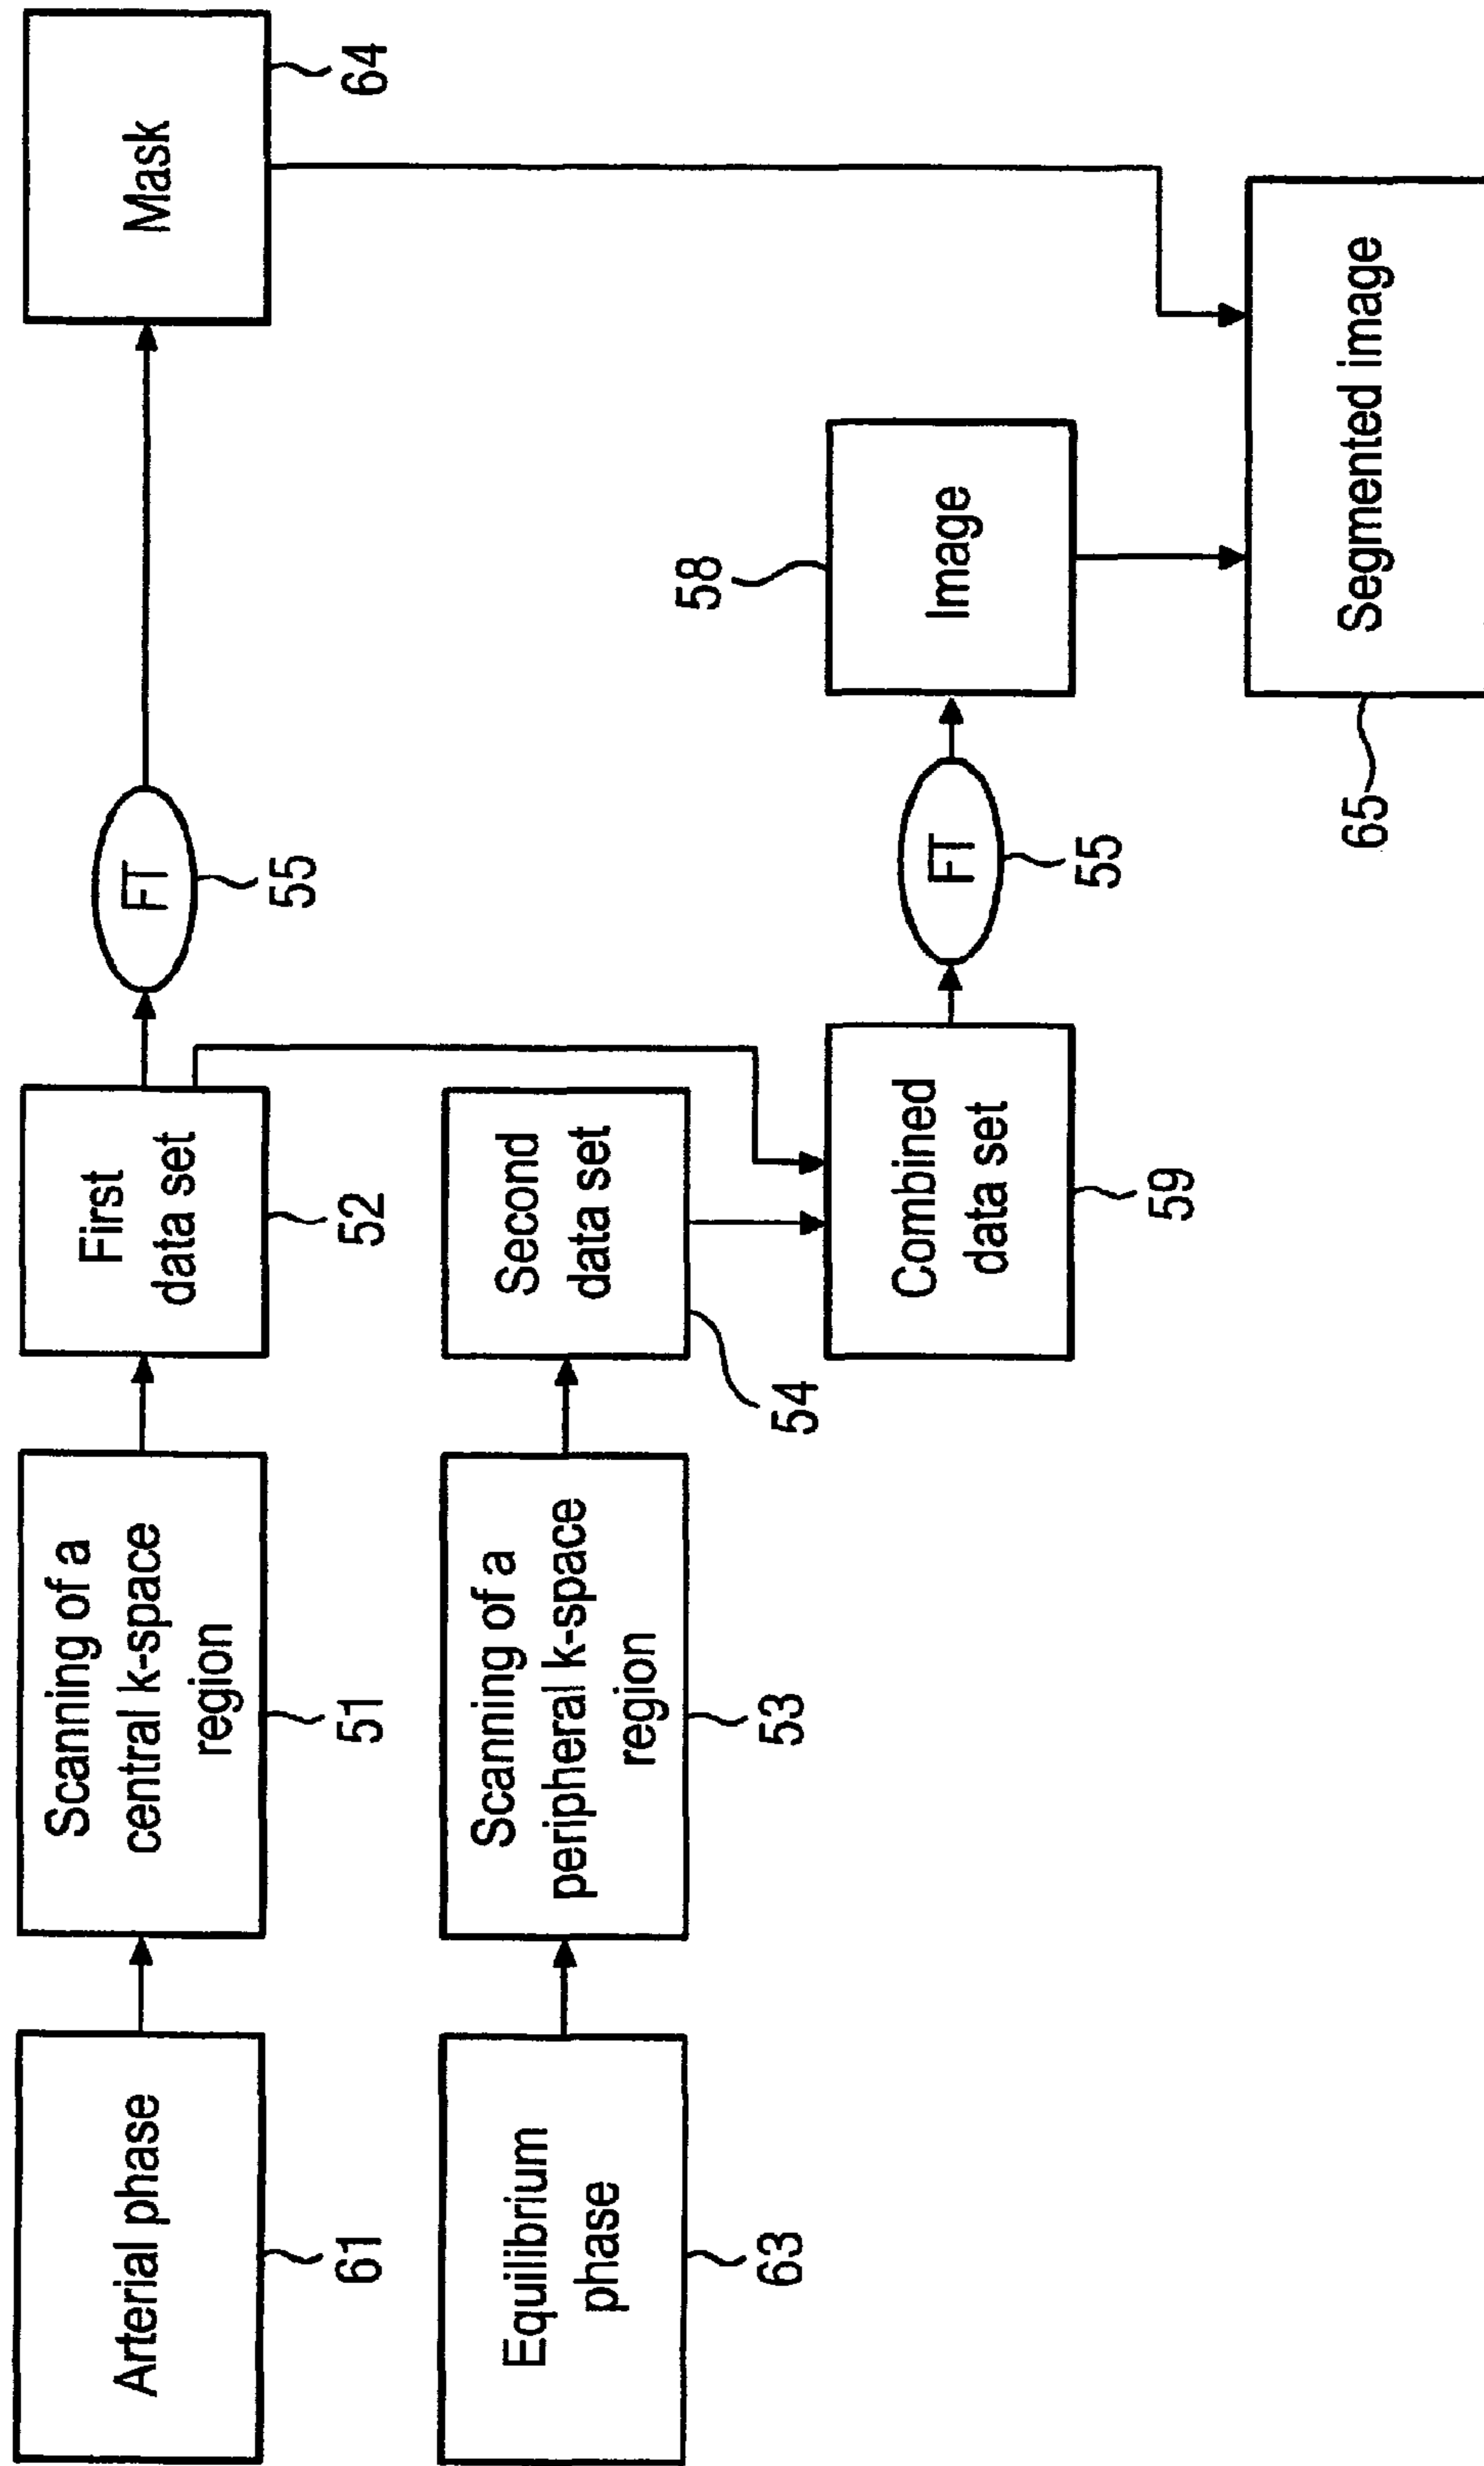 Arterial phase
61
Scanning of a
central k-space
region
51
First
data set
52
FT
55
Mask
64
Equilibrium
phase
63
Scanning of a
peripheral k-space
region
53
Second
data set
54
Combined
data set
59
FT
55
Image
58
Segmented image
65